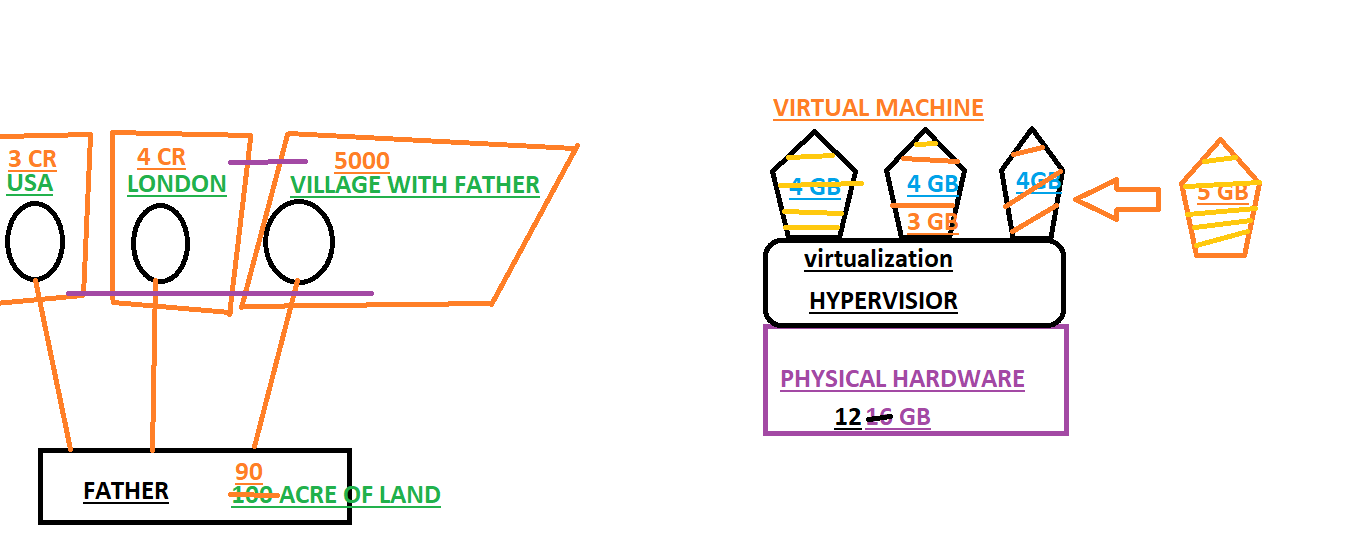 3 CR
USA
4 CR
LONDON
5000
VILLAGE WITH FATHER
FATHER
90
100 ACRE OF LAND
VIRTUAL MACHINE
4 GB
4 GB
3 GB
4GB
5 GB
virtualization
HYPERVISIOR
PHYSICAL HARDWARE
12 16 GB